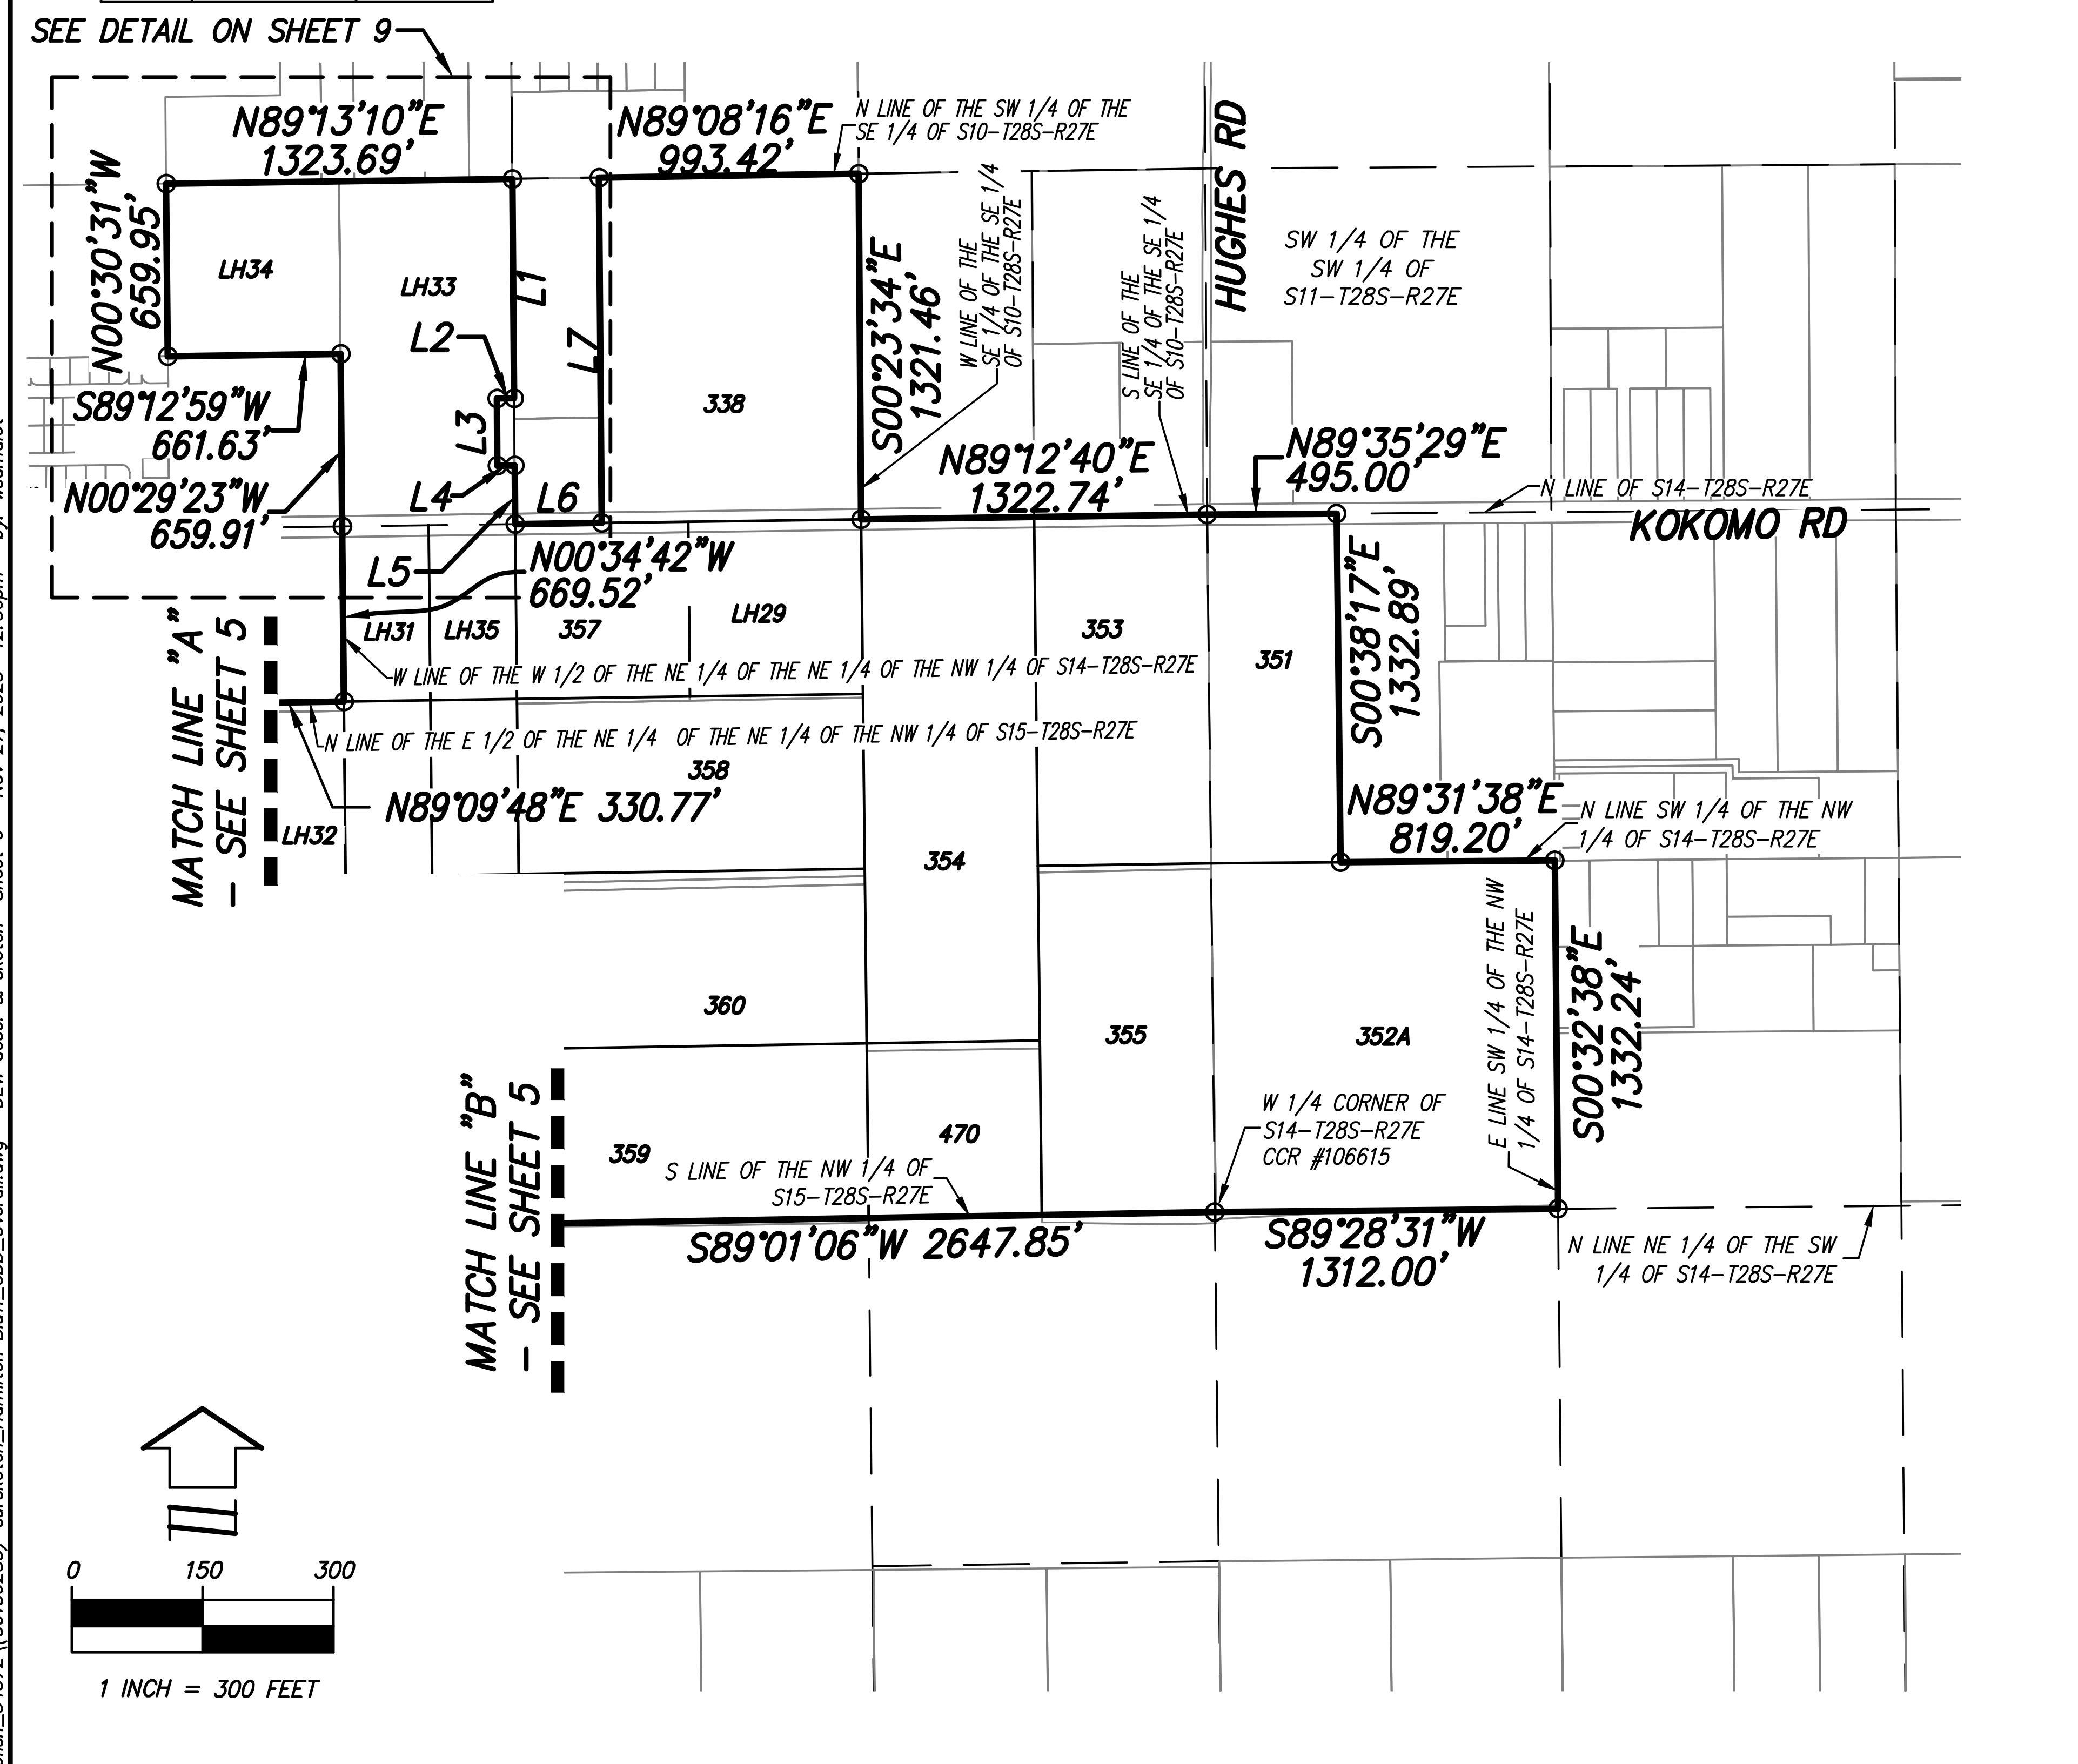 SEE DETAIL ON SHEET 9
N89°13'10"E
1323.69'
N89°08'16"E
993.42'
N LINE OF THE SW 1/4 OF THE
SE 1/4 OF S10-T28S-R27E
HUGHES RD
N00°30'31"W
659.95'
LH34
LH33
L1
L2
L7
338
S00°23'34"E
1321.46'
W LINE OF THE
SE 1/4 OF THE SE 1/4
OF S10-T28S-R27E
S LINE OF THE
SE 1/4 OF THE SE 1/4
OF S10-T28S-R27E
SW 1/4 OF THE
SW 1/4 OF
S11-T28S-R27E
S89°12'59"W
661.63'
L3
N89°12'40"E
1322.74'
N89°35'29"E
495.00'
N LINE OF S14-T28S-R27E
KOKOMO RD
N00°29'23"W
659.91'
L4
L6
L5
N00°34'42"W
669.52'
MATCH LINE "A"
- SEE SHEET 5
LH31
LH35
357
LH29
353
351
S00°38'17"E
1332.89'
W LINE OF THE W 1/2 OF THE NE 1/4 OF THE NE 1/4 OF THE NW 1/4 OF S14-T28S-R27E
N LINE OF THE E 1/2 OF THE NE 1/4 OF THE NE 1/4 OF THE NW 1/4 OF S15-T28S-R27E
358
N89°09'48"E 330.77'
LH32
N89°31'38"E
819.20'
N LINE SW 1/4 OF THE NW
1/4 OF S14-T28S-R27E
354
E LINE SW 1/4 OF THE NW
1/4 OF S14-T28S-R27E
S00°32'38"E
1332.24'
360
355
352A
MATCH LINE "B"
- SEE SHEET 5
W 1/4 CORNER OF
S14-T28S-R27E
CCR #106615
359
470
S LINE OF THE NW 1/4 OF
S15-T28S-R27E
S89°01'06"W 2647.85'
S89°28'31"W
1312.00'
N LINE NE 1/4 OF THE SW
1/4 OF S14-T28S-R27E
0 150 300
1 INCH = 300 FEET